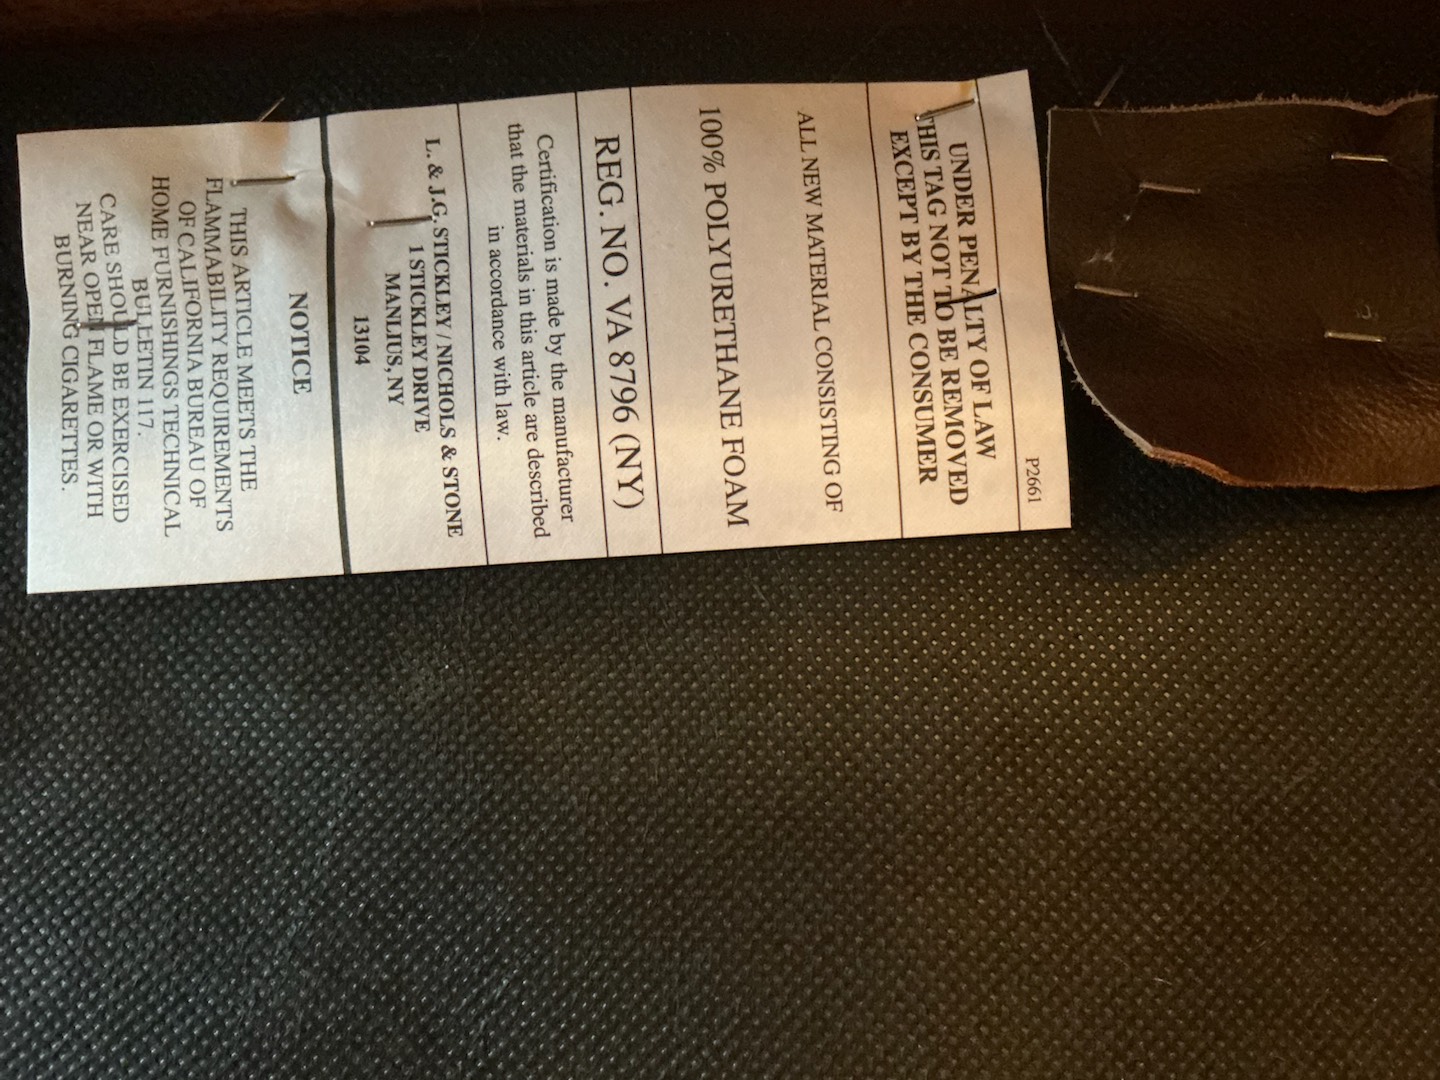 P2661
UNDER PENALTY OF LAW
THIS TAG NOT TO BE REMOVED
EXCEPT BY THE CONSUMER
ALL NEW MATERIAL CONSISTING OF
100% POLYURETHANE FOAM
REG. NO. VA 8796 (NY)
Certification is made by the manufacturer
that the materials in this article are described
in accordance with law.
L. & J.G. STICKLEY / NICHOLS & STONE
1 STICKLEY DRIVE
MANLIUS, NY
13104
NOTICE
THIS ARTICLE MEETS THE
FLAMMABILITY REQUIREMENTS
OF CALIFORNIA BUREAU OF
HOME FURNISHINGS TECHNICAL
BULLETIN 117.
CARE SHOULD BE EXERCISED
NEAR OPEN FLAME OR WITH
BURNING CIGARETTES.